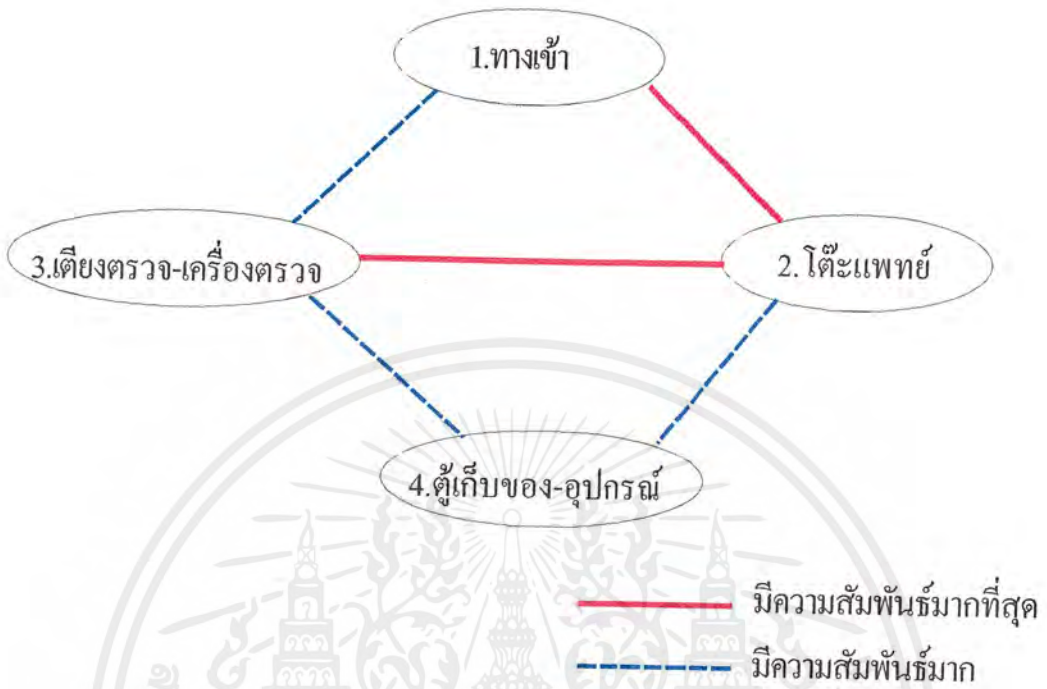 1.ทางเข้า
3.เตียงตรวจ-เครื่องตรวจ
2.โต๊ะแพทย์
4.ตู้เก็บของ-อุปกรณ์
มีความสัมพันธ์มากที่สุด
มีความสัมพันธ์มาก